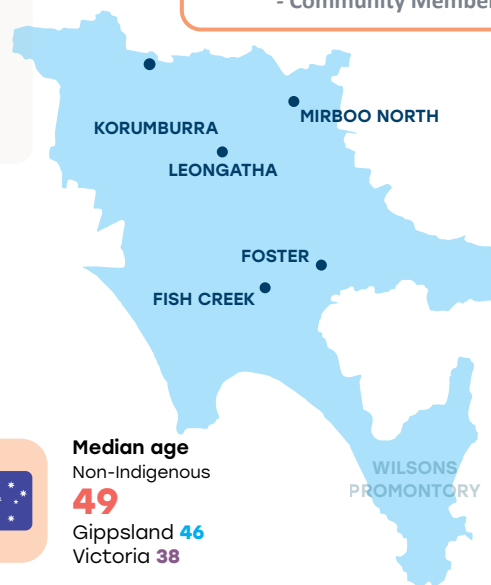 - Community Member
KORUMBURRA
MIRBOO NORTH
LEONGATHA
FOSTER
FISH CREEK
WILSONS
PROMONTORY
Median age
Non-Indigenous
49
Gippsland 46
Victoria 38